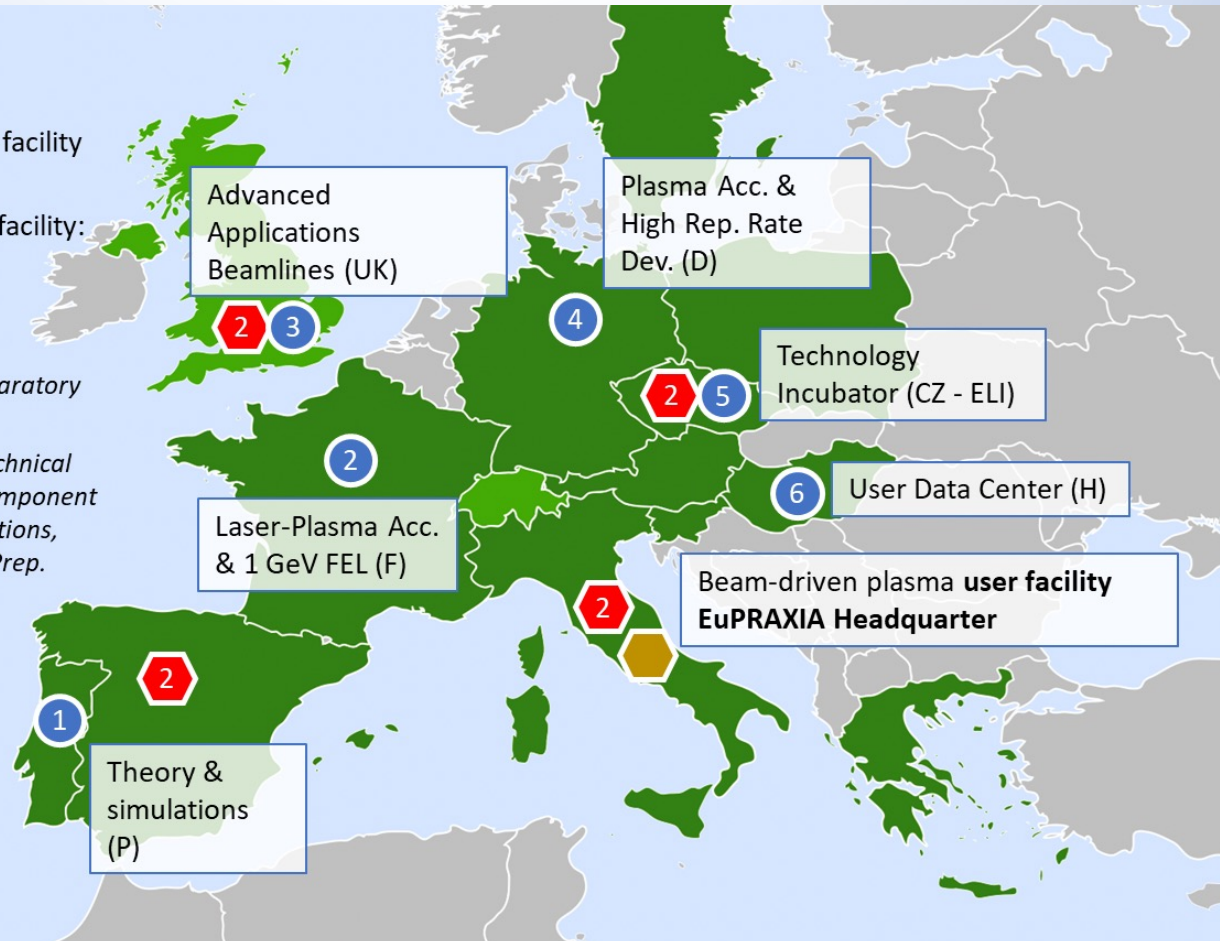 facility
facility:
aratory
chnical
mponent
tions,
Prep.
Advanced
Applications
Beamlines (UK)
Plasma Acc. &
High Rep. Rate
Dev. (D)
2
3
4
Technology
Incubator (CZ - ELI)
2
5
2
Laser-Plasma Acc.
& 1 GeV FEL (F)
6
User Data Center (H)
Beam-driven plasma user facility
EuPRAXIA Headquarter
2
2
1
Theory &
simulations
(P)